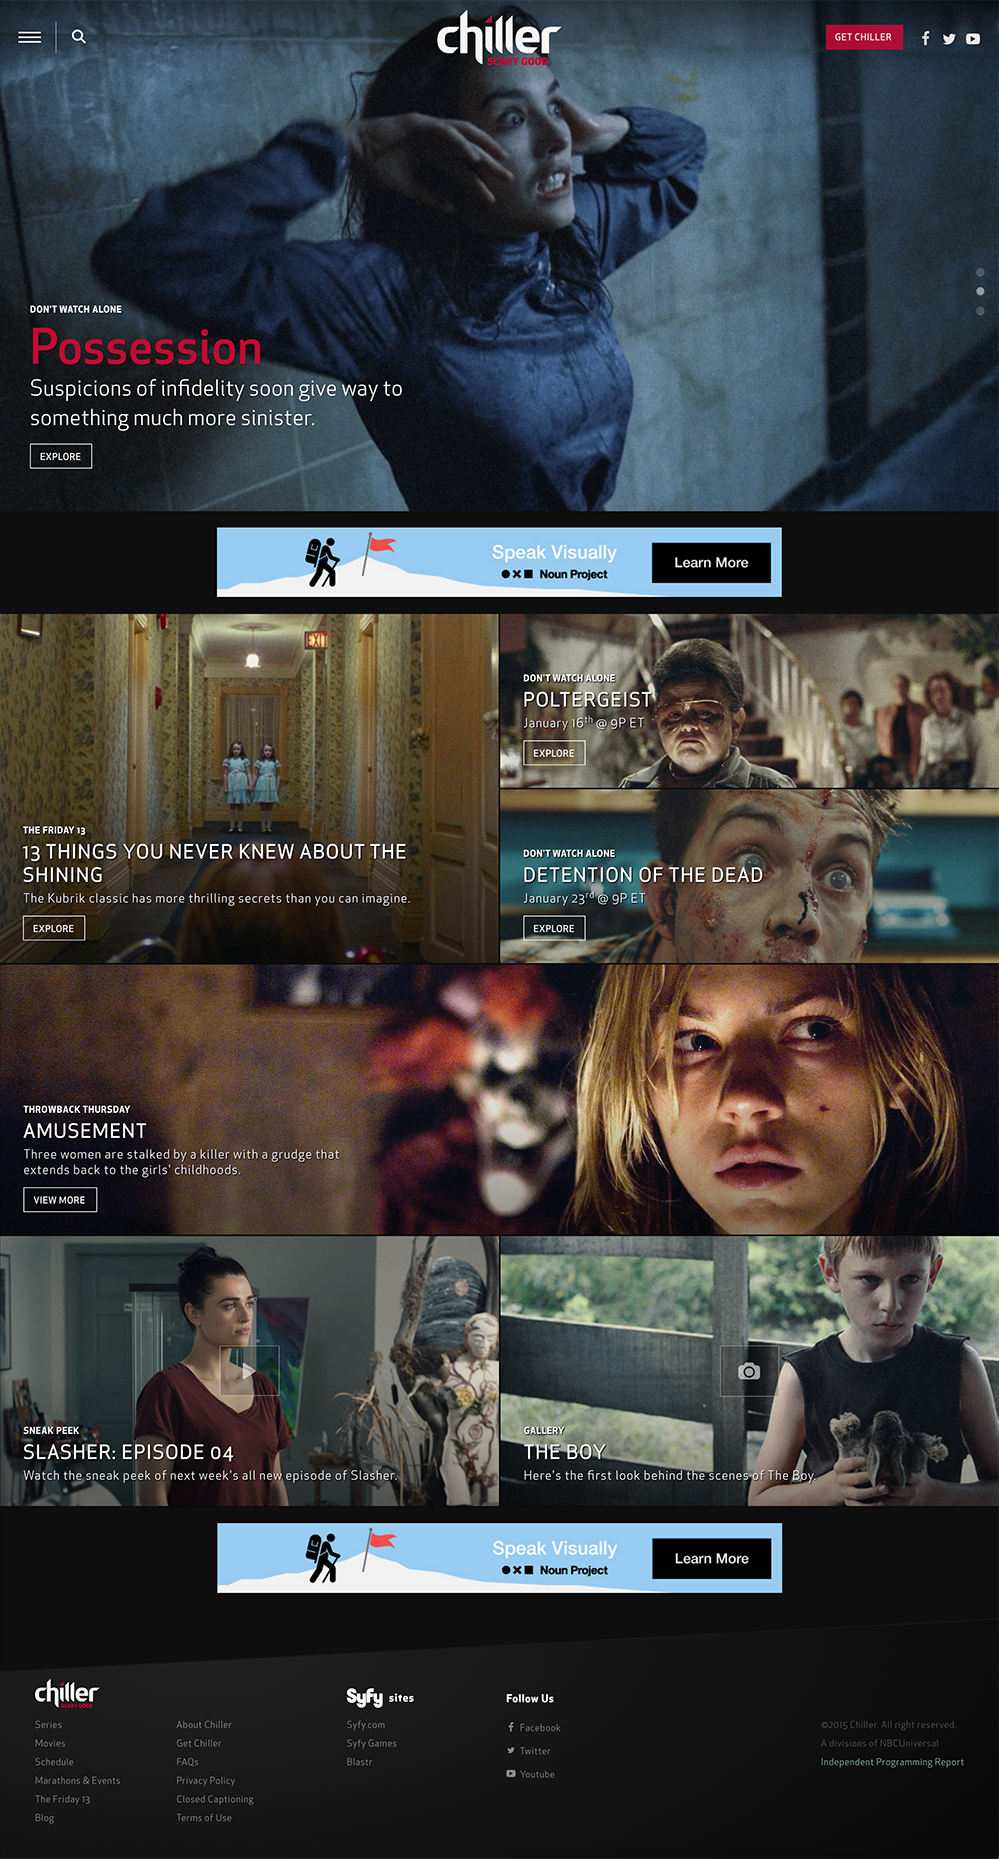 chiller
SCARY GOOD
GET CHILLER
DON'T WATCH ALONE
Possession
Suspicions of infidelity soon give way to
something much more sinister.
EXPLORE
Speak Visually
Noun Project
Learn More
EXIT
THE FRIDAY 13
13 THINGS YOU NEVER KNEW ABOUT THE
SHINING
The Kubrik classic has more thrilling secrets than you can imagine.
EXPLORE
DON'T WATCH ALONE
POLTERGEIST
January 16th @ 9P ET
EXPLORE
DON'T WATCH ALONE
DETENTION OF THE DEAD
January 23rd @ 9P ET
EXPLORE
THROWBACK THURSDAY
AMUSEMENT
Three women are stalked by a killer with a grudge that
extends back to the girls' childhoods.
VIEW MORE
SNEAK PEEK
SLASHER: EPISODE 04
Watch the sneak peek of next week's all new episode of Slasher.
GALLERY
THE BOY
Here's the first look behind the scenes of The Boy.
Speak Visually
Noun Project
Learn More
chiller
SCARY GOOD
Series
Movies
Schedule
Marathons & Events
The Friday 13
Blog
About Chiller
Get Chiller
FAQs
Privacy Policy
Closed Captioning
Terms of Use
Syfy sites
Syfy.com
Syfy Games
Blastr
Follow Us
Facebook
Twitter
Youtube
©2015 Chiller. All right reserved.
A divisions of NBCUniversal
Independent Programming Report